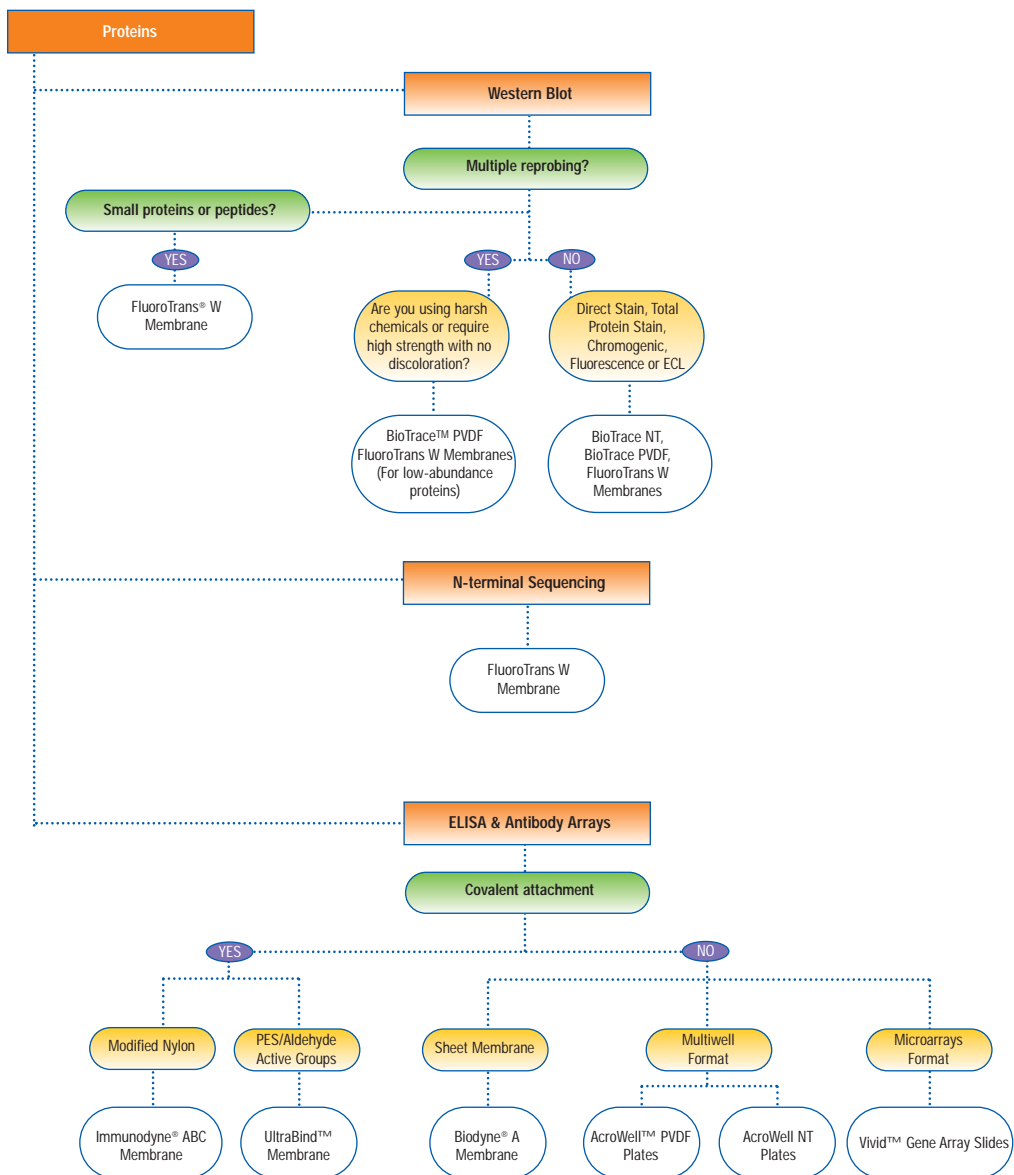 Proteins
Western Blot
Multiple reprobing?
Small proteins or peptides?
YES
YES
NO
FluoroTrans® W
Membrane
Are you using harsh
chemicals or require
high strength with no
discoloration?
Direct Stain, Total
Protein Stain,
Chromogenic,
Fluorescence or ECL
BioTrace™ PVDF
FluoroTrans W Membranes
(For low-abundance
proteins)
BioTrace NT,
BioTrace PVDF,
FluoroTrans W
Membranes
N-terminal Sequencing
FluoroTrans W
Membrane
ELISA & Antibody Arrays
Covalent attachment
YES
NO
Modified Nylon
PES/Aldehyde
Active Groups
Sheet Membrane
Multiwell
Format
Microarrays
Format
Immunodyne® ABC
Membrane
UltraBind™
Membrane
Biodyne® A
Membrane
AcroWell™ PVDF
Plates
AcroWell NT
Plates
Vivid™ Gene Array Slides